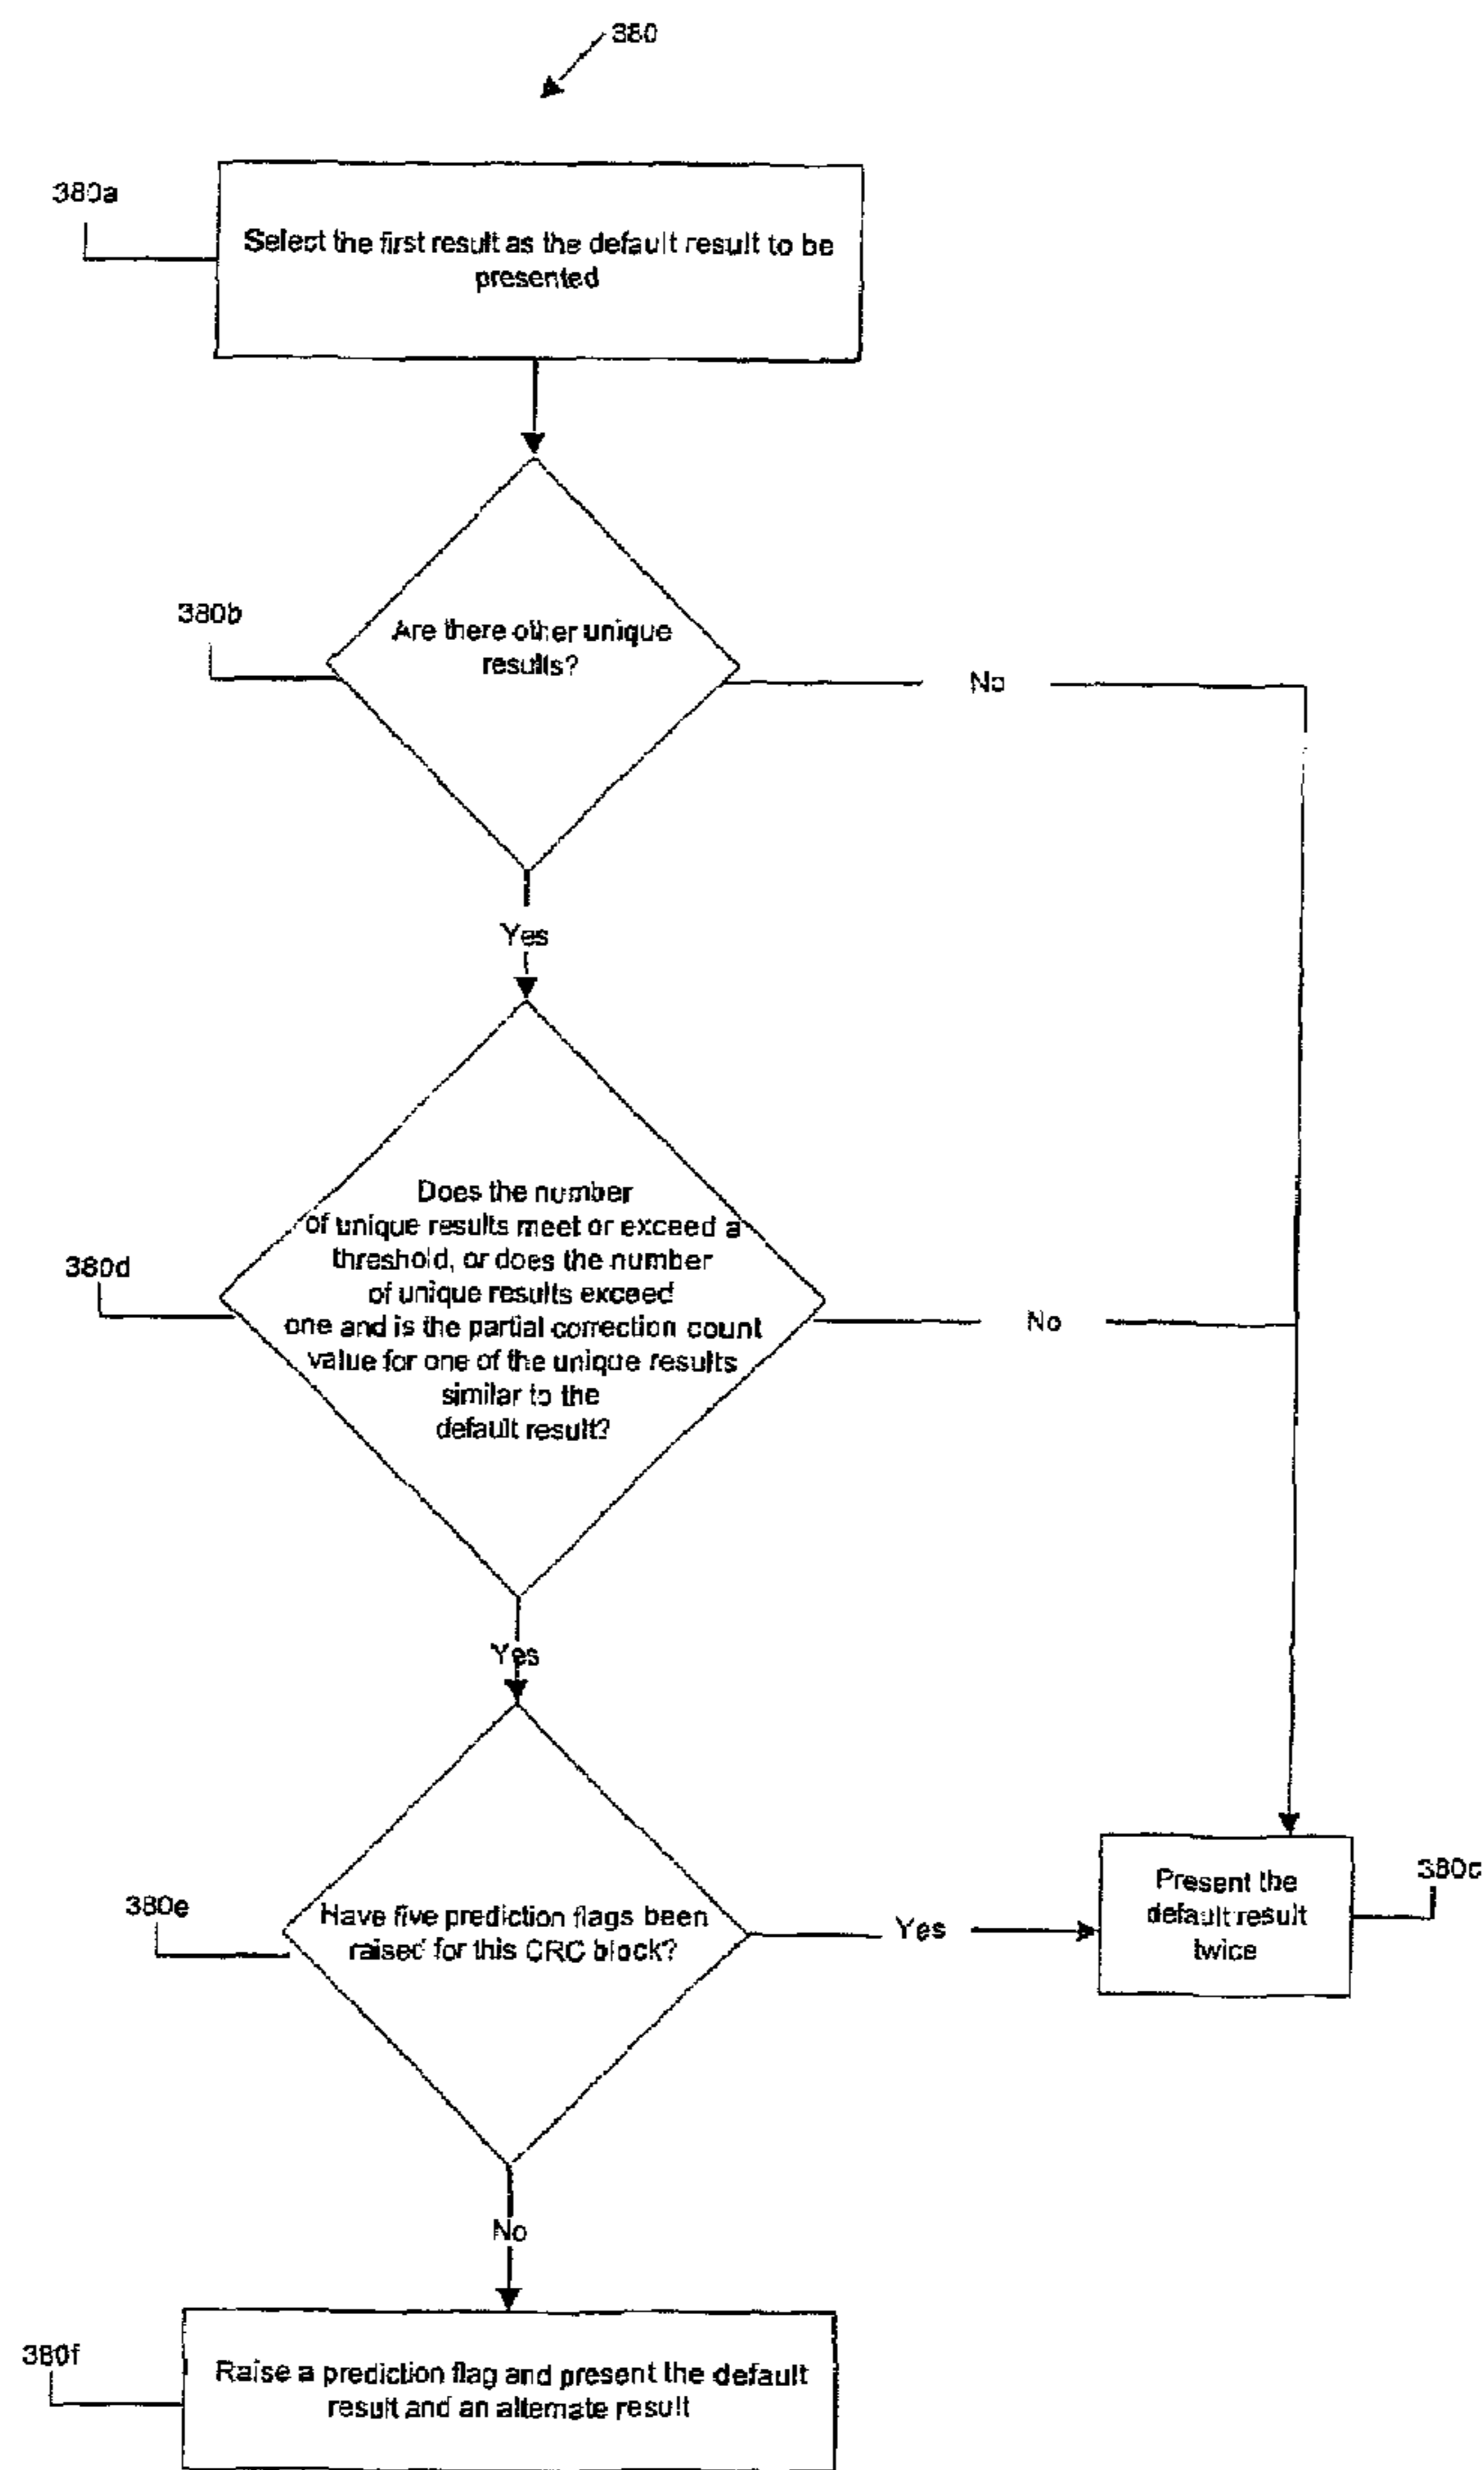 380
380a
Select the first result as the default result to be
presented
380b
Are there other unique
results?
No
Yes
Does the number
of unique results meet or exceed a
threshold, or does the number
of unique results exceed
one and is the partial correction count
value for one of the unique results
similar to the
default result?
380d
No
Yes
380e
Have five prediction flags been
raised for this CRC block?
Yes
Present the
default result
twice
380c
No
380f
Raise a prediction flag and present the default
result and an alternate result